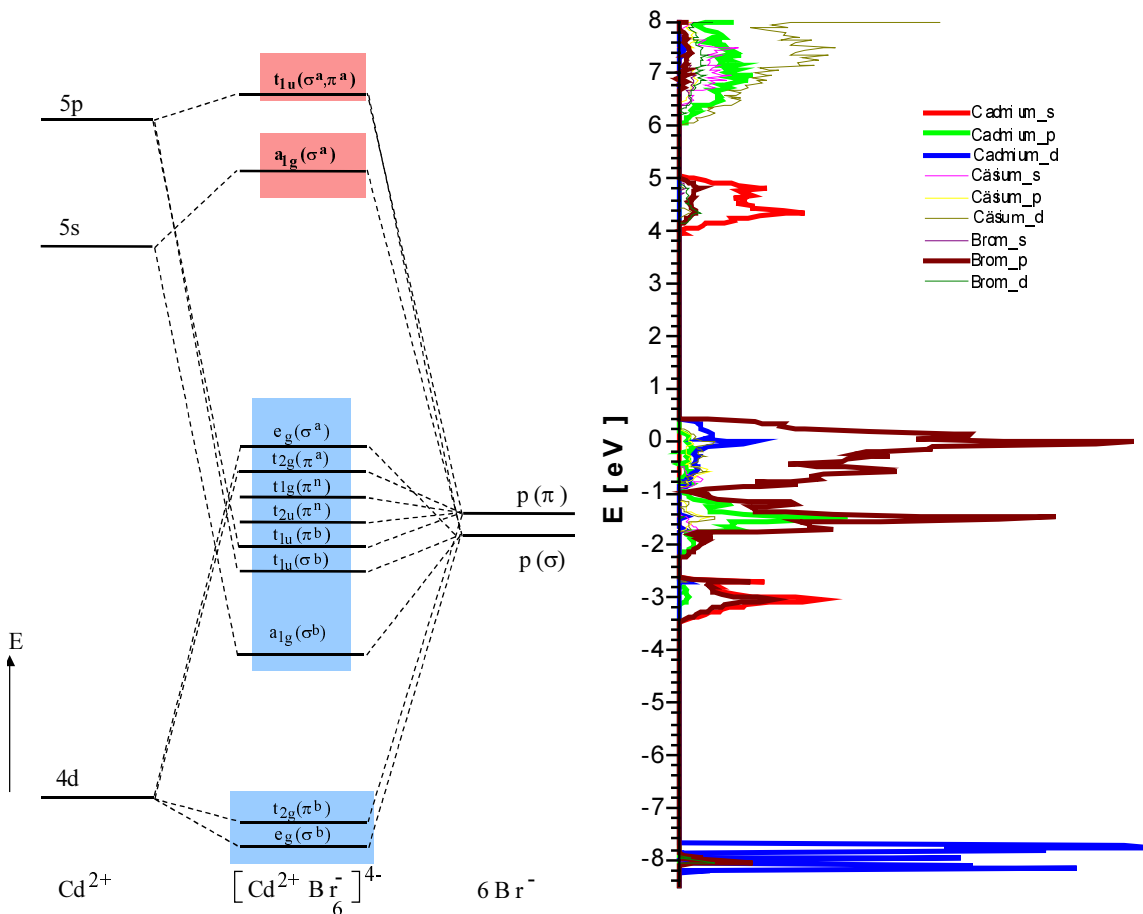 5p
5s
4d
E
t1u(σa,πa)
a1g(σa)
eg(σa)
t2g(πa)
t1g(πn)
t2u(πn)
t1u(πb)
t1u(σb)
a1g(σb)
t2g(πb)
eg(σb)
p(π)
p(σ)
Cd2+
[Cd2+ Br6-]4-
6 Br-
E [eV]
8
7
6
5
4
3
2
1
0
-1
-2
-3
-4
-5
-6
-7
-8
Cadmium_s
Cadmium_p
Cadmium_d
Cäsium_s
Cäsium_p
Cäsium_d
Brom_s
Brom_p
Brom_d